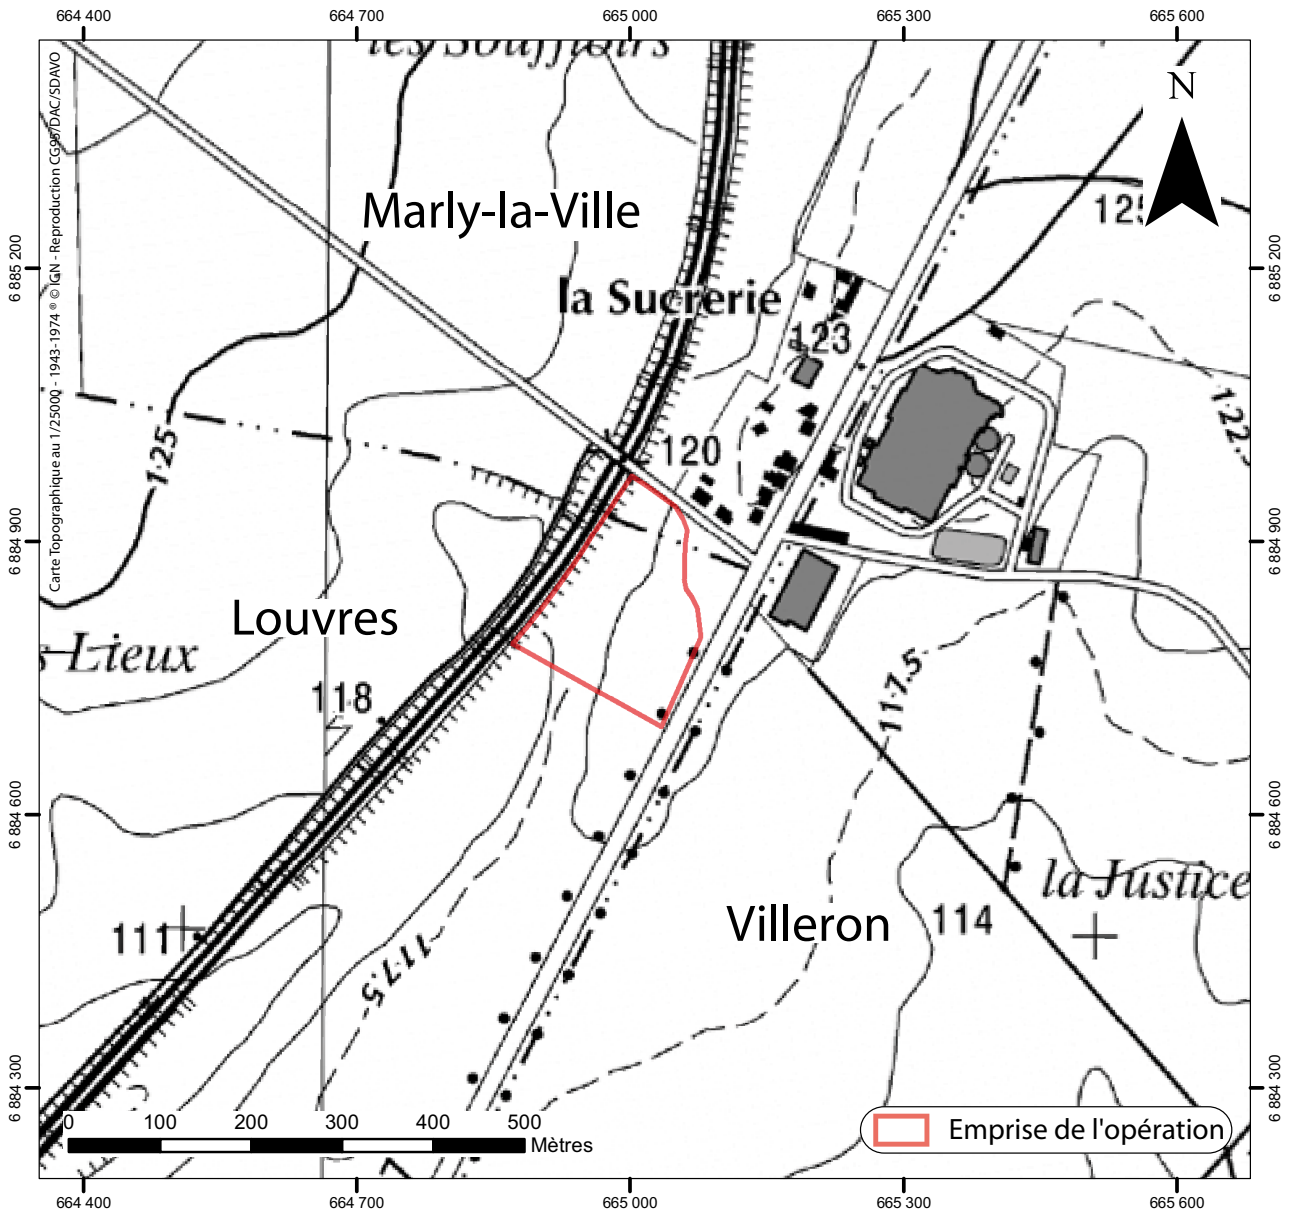 664 400
664 700
665 000
665 300
665 600
les Souffloirs
N
Carte Topographique au 1/25000 - 1943-1974 ® © IGN - Reproduction CG95/DAC/SDAVO
Marly-la-Ville
125
6 885 200
6 885 200
la Sucrerie
123
122,
125
120
6 884 900
6 884 900
Louvres
s Lieux
118
117,5
6 884 600
6 884 600
la Justice
Villeron
114
111
117,5
6 884 300
6 884 300
0 100 200 300 400 500
Mètres
Emprise de l'opération
664 400
664 700
665 000
665 300
665 600